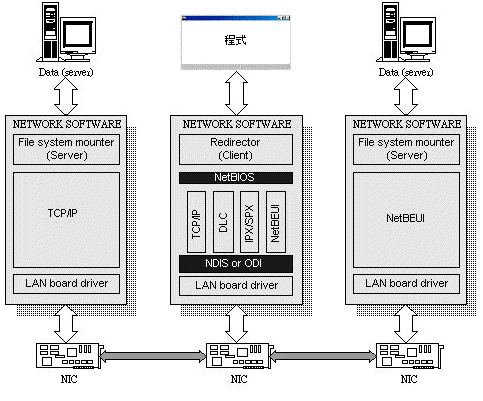 程式
Data (server)
Data (server)
NETWORK SOFTWARE
File system mounter
(Server)
TCP/IP
LAN board driver
NIC
NETWORK SOFTWARE
Redirector
(Client)
NetBIOS
TCP/IP
DLC
IPX/SPX
NetBEUI
NDIS or ODI
LAN board driver
NIC
NETWORK SOFTWARE
File system mounter
(Server)
NetBEUI
LAN board driver
NIC